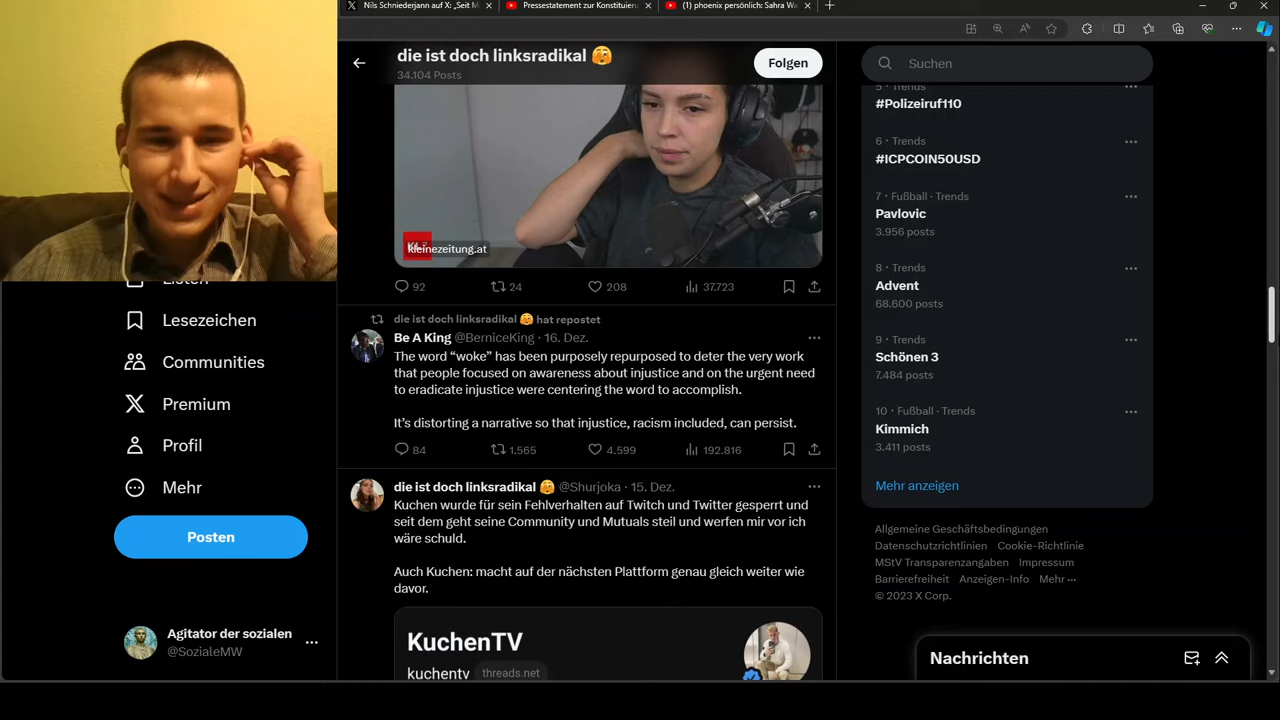 Nils Schniederjann auf X: „Seit M
Pressestatement zur Konstituierun
(1) phoenix persönlich: Sahra Wa
die ist doch linksradikal
34.104 Posts
Folgen
kleinezeitung.at
92
24
208
37.723
die ist doch linksradikal hat repostet
Be A King @BerniceKing · 16. Dez.
The word “woke” has been purposely repurposed to deter the very work
that people focused on awareness about injustice and on the urgent need
to eradicate injustice were centering the word to accomplish.
It’s distorting a narrative so that injustice, racism included, can persist.
84
1.565
4.599
192.816
die ist doch linksradikal @Shurjoka · 15. Dez.
Kuchen wurde für sein Fehlverhalten auf Twitch und Twitter gesperrt und
seit dem geht seine Community und Mutuals steil und werfen mir vor ich
wäre schuld.
Auch Kuchen: macht auf der nächsten Plattform genau gleich weiter wie
davor.
KuchenTV
kuchentv threads.net
Listen
Lesezeichen
Communities
Premium
Profil
Mehr
Posten
Agitator der sozialen
@SozialeMW
Suchen
5 · Trends
#Polizeiruf110
6 · Trends
#ICPCOIN50USD
7 · Fußball · Trends
Pavlovic
3.956 posts
8 · Trends
Advent
68.600 posts
9 · Trends
Schönen 3
7.484 posts
10 · Fußball · Trends
Kimmich
3.411 posts
Mehr anzeigen
Allgemeine Geschäftsbedingungen
Datenschutzrichtlinien Cookie-Richtlinie
MStV Transparenzangaben Impressum
Barrierefreiheit Anzeigen-Info Mehr ···
© 2023 X Corp.
Nachrichten